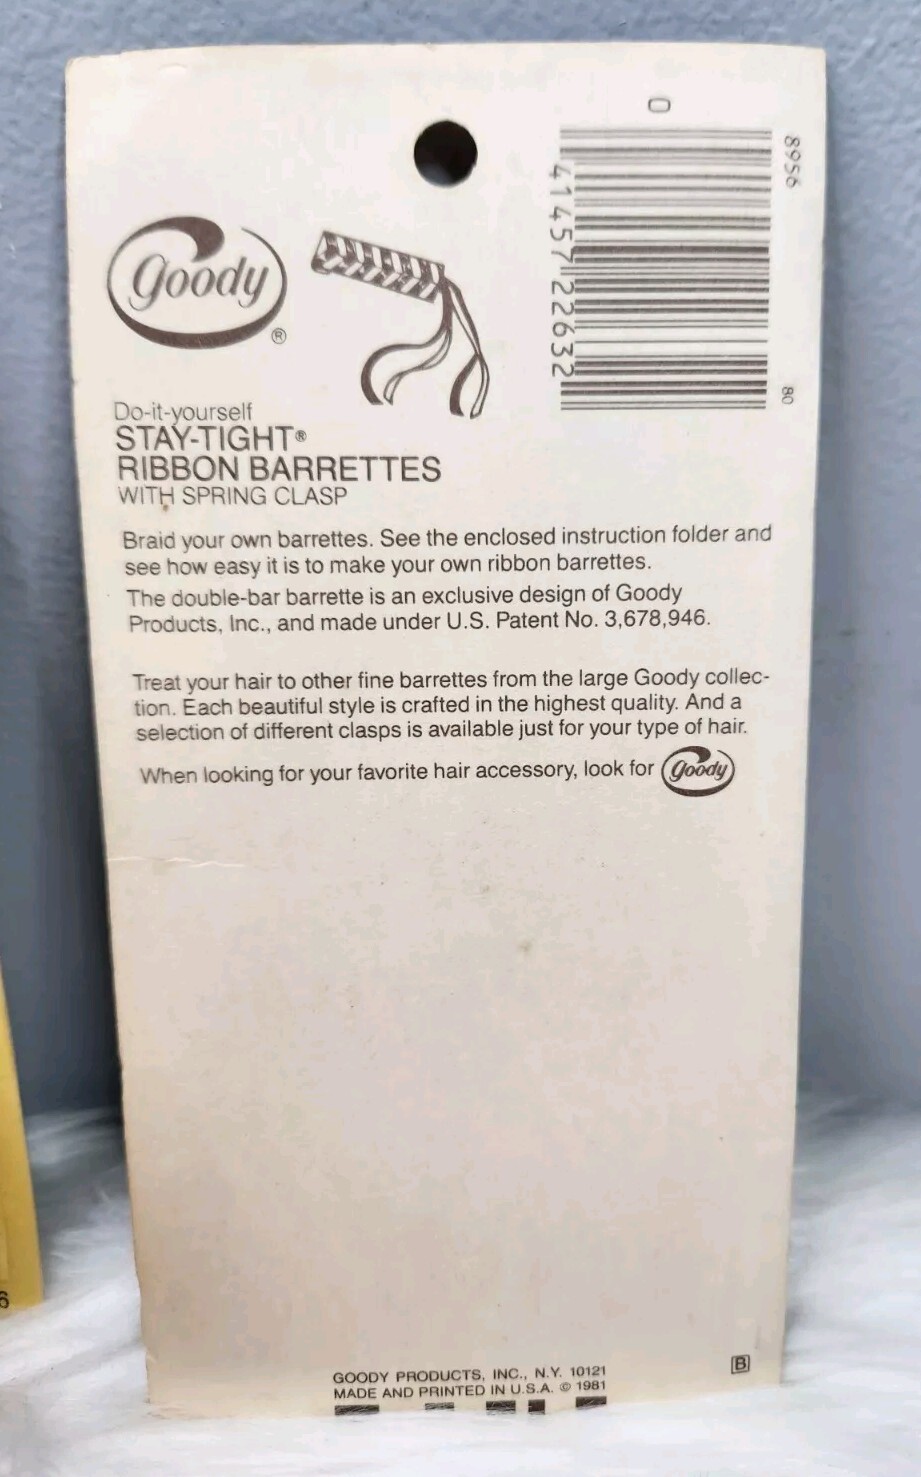 0
8956
41457 22632
80
Goody®
Do-it-yourself
STAY-TIGHT®
RIBBON BARRETTES
WITH SPRING CLASP
Braid your own barrettes. See the enclosed instruction folder and
see how easy it is to make your own ribbon barrettes.
The double-bar barrette is an exclusive design of Goody
Products, Inc., and made under U.S. Patent No. 3,678,946.
Treat your hair to other fine barrettes from the large Goody collec-
tion. Each beautiful style is crafted in the highest quality. And a
selection of different clasps is available just for your type of hair.
When looking for your favorite hair accessory, look for Goody
6
GOODY PRODUCTS, INC., N.Y. 10121
MADE AND PRINTED IN U.S.A. © 1981
B